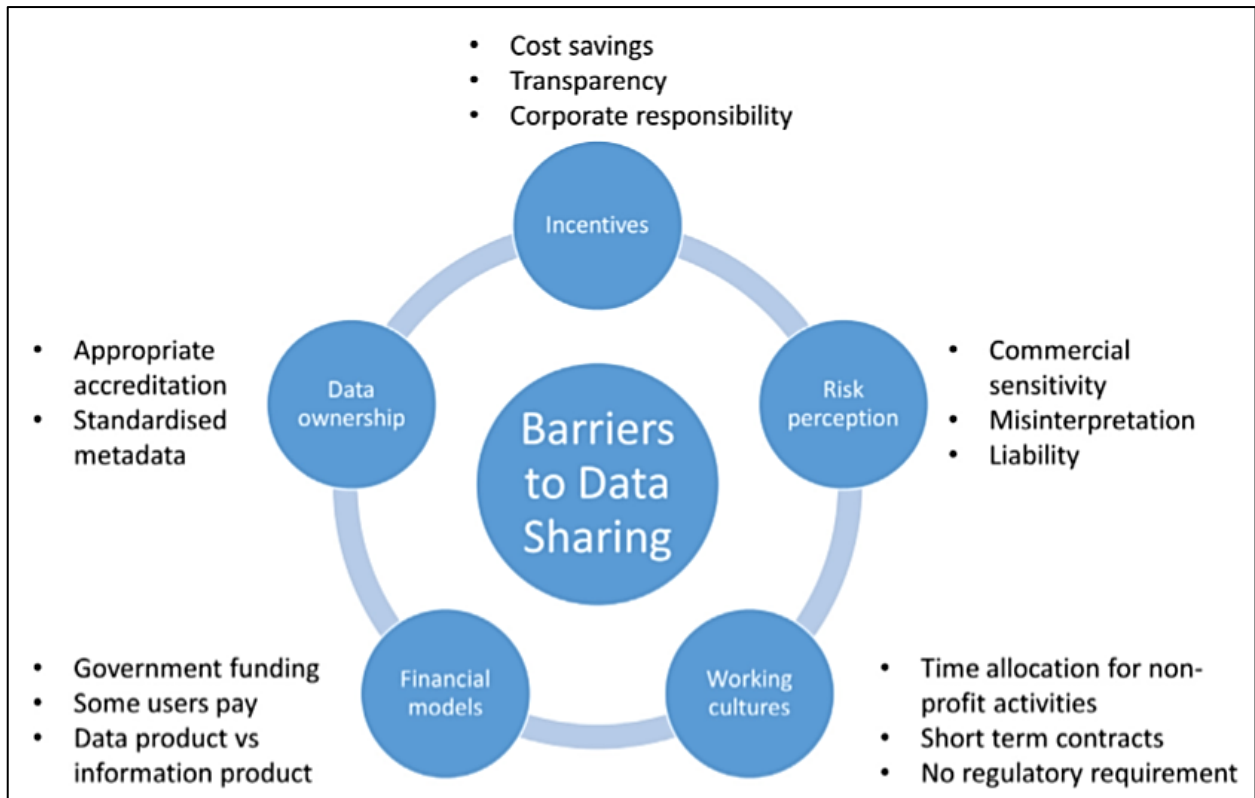 • Cost savings
• Transparency
• Corporate responsibility
Incentives
• Appropriate
accreditation
• Standardised
metadata
Data
ownership
Barriers
to Data
Sharing
Risk
perception
• Commercial
sensitivity
• Misinterpretation
• Liability
• Government funding
• Some users pay
• Data product vs
information product
Financial
models
Working
cultures
• Time allocation for non-
profit activities
• Short term contracts
• No regulatory requirement